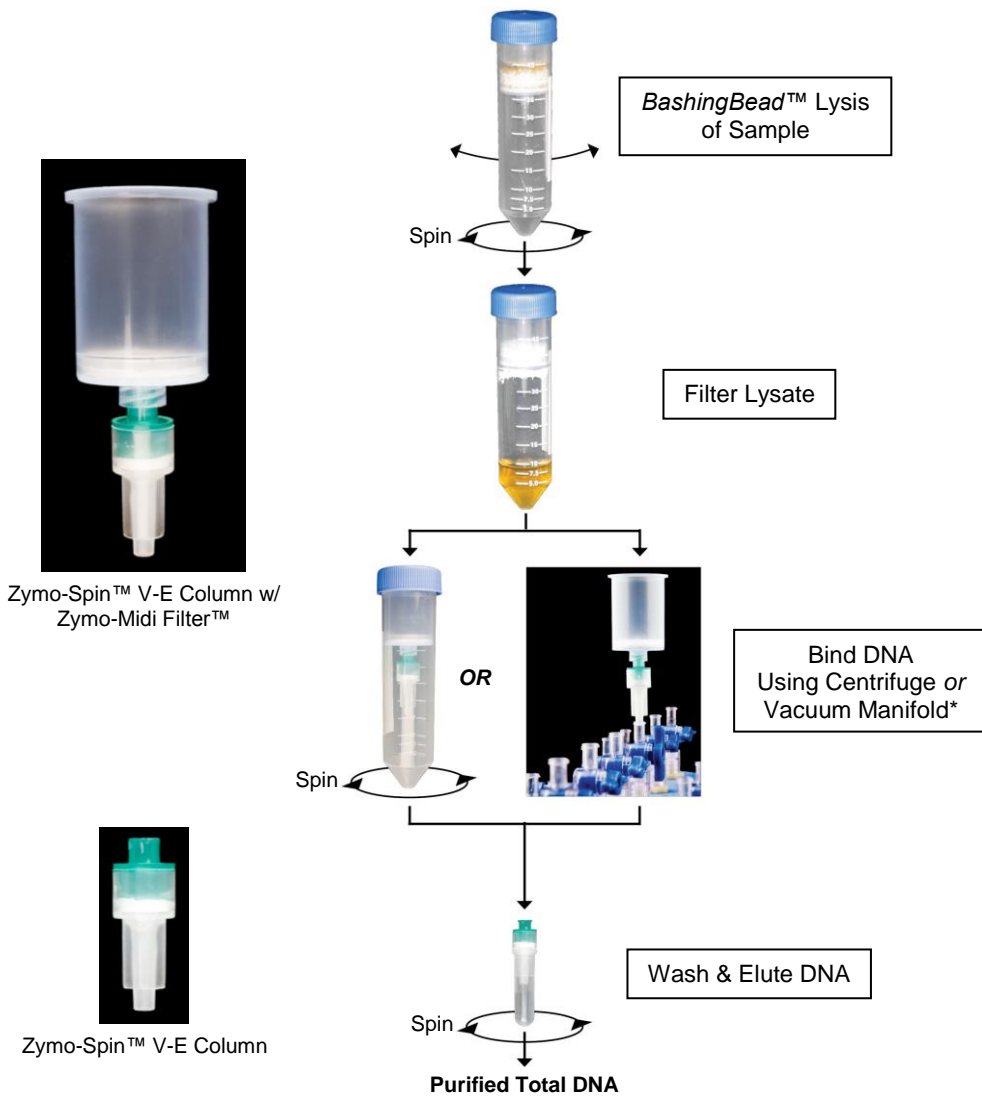 BashingBead™ Lysis
of Sample
Spin
Filter Lysate
Zymo-Spin™ V-E Column w/
Zymo-Midi Filter™
OR
Bind DNA
Using Centrifuge or
Vacuum Manifold*
Spin
Zymo-Spin™ V-E Column
Wash & Elute DNA
Spin
Purified Total DNA